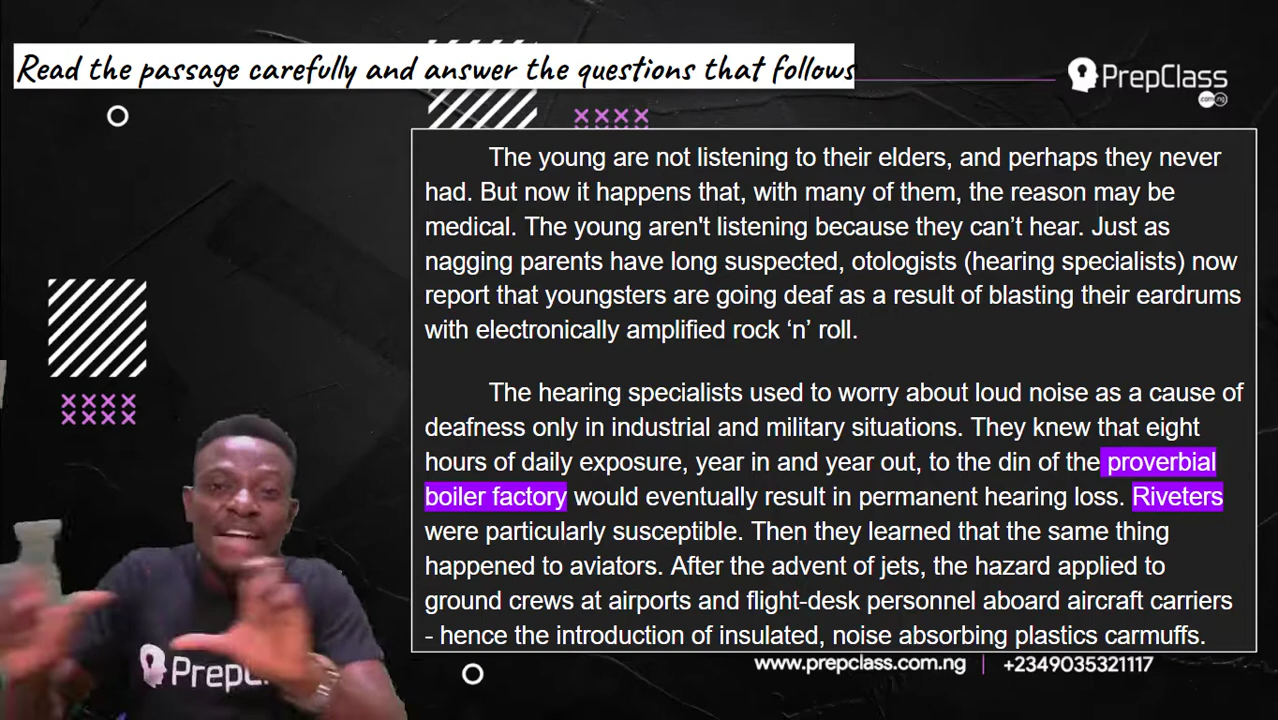 Read the passage carefully and answer the questions that follows
PrepClass
.com ng
The young are not listening to their elders, and perhaps they never
had. But now it happens that, with many of them, the reason may be
medical. The young aren't listening because they can’t hear. Just as
nagging parents have long suspected, otologists (hearing specialists) now
report that youngsters are going deaf as a result of blasting their eardrums
with electronically amplified rock ‘n’ roll.
The hearing specialists used to worry about loud noise as a cause of
deafness only in industrial and military situations. They knew that eight
hours of daily exposure, year in and year out, to the din of the proverbial
boiler factory would eventually result in permanent hearing loss. Riveters
were particularly susceptible. Then they learned that the same thing
happened to aviators. After the advent of jets, the hazard applied to
ground crews at airports and flight-desk personnel aboard aircraft carriers
- hence the introduction of insulated, noise absorbing plastics carmuffs.
www.prepclass.com.ng | +2349035321117